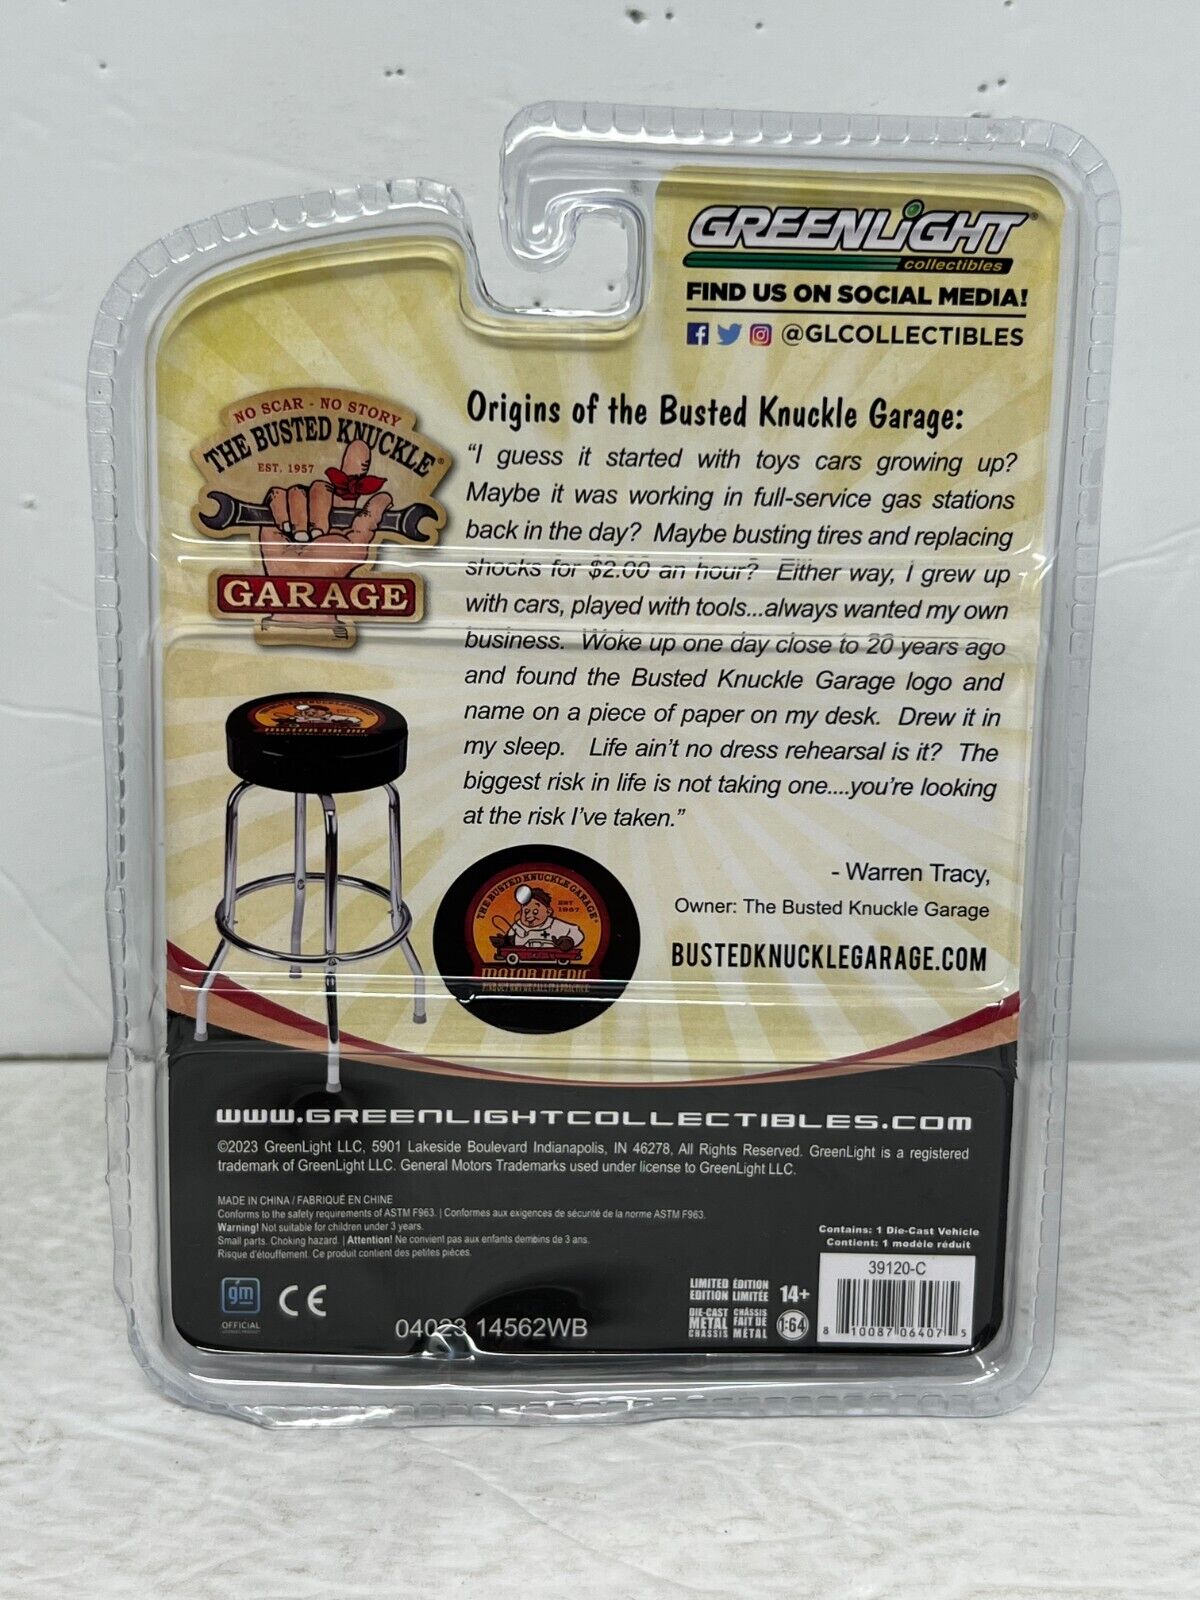 GREENLiGHT®
collectibles
FIND US ON SOCIAL MEDIA!
@GLCOLLECTIBLES
NO SCAR - NO STORY
THE BUSTED KNUCKLE®
EST. 1957
GARAGE
Origins of the Busted Knuckle Garage:
“I guess it started with toys cars growing up?
Maybe it was working in full-service gas stations
back in the day? Maybe busting tires and replacing
shocks for $2.00 an hour? Either way, I grew up
with cars, played with tools...always wanted my own
business. Woke up one day close to 20 years ago
and found the Busted Knuckle Garage logo and
name on a piece of paper on my desk. Drew it in
my sleep. Life ain't no dress rehearsal is it? The
biggest risk in life is not taking one....you're looking
at the risk I've taken.”
- Warren Tracy,
Owner: The Busted Knuckle Garage
BUSTEDKNUCKLEGARAGE.COM
MOTOR MEDIC
THE BUSTED KNUCKLE GARAGE®
EST
1957
MOTOR MEDIC
FIND OUT WHY WE CALL IT A PRACTICE
www.GREENLIGHTCOLLECTIBLES.com
©2023 GreenLight LLC, 5901 Lakeside Boulevard Indianapolis, IN 46278, All Rights Reserved. GreenLight is a registered
trademark of GreenLight LLC. General Motors Trademarks used under license to GreenLight LLC.
MADE IN CHINA / FABRIQUÉ EN CHINE
Conforms to the safety requirements of ASTM F963. | Conformes aux exigences de sécurité de la norme ASTM F963.
Warning! Not suitable for children under 3 years.
Small parts. Choking hazard. | Attention! Ne convient pas aux enfants demoins de 3 ans.
Risque d'étouffement. Ce produit contient des petites pièces.
Contains: 1 Die-Cast Vehicle
Contient: 1 modèle réduit
39120-C
8 10087 06407 5
gm
OFFICIAL
CE
04023 14562WB
LIMITED ÉDITION
EDITION LIMITÉE
14+
DIE-CAST CHÂSSIS
METAL FAIT DE
CHASSIS MÉTAL
1:64